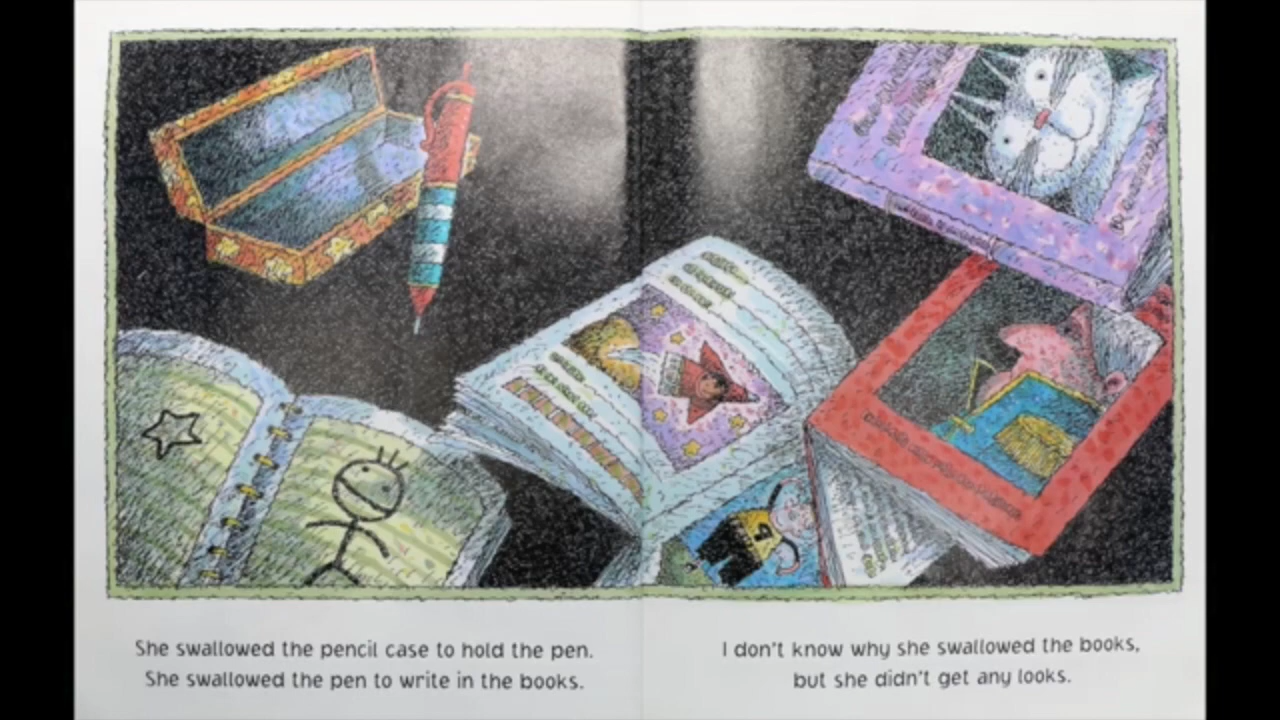 She swallowed the pencil case to hold the pen.
She swallowed the pen to write in the books.
I don't know why she swallowed the books,
but she didn't get any looks.